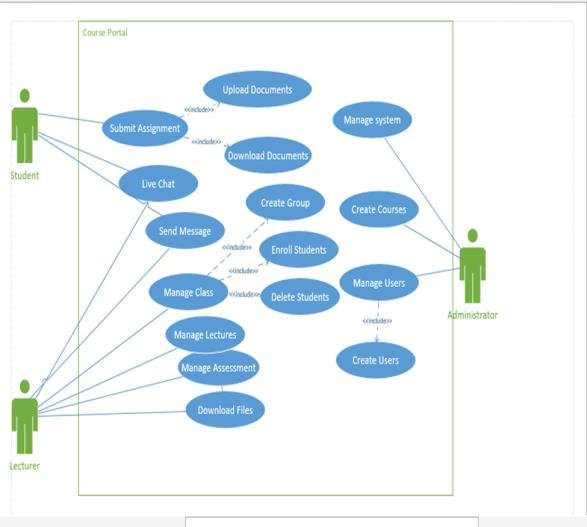 Course Portal
Upload Documents
<<include>>
Submit Assignment
Manage system
<<include>>
Download Documents
Student
Live Chat
Create Group
Create Courses
Send Message
<<include>>
Enroll Students
<<include>>
Manage Class
<<include>>
Delete Students
Manage Users
Administrator
<<include>>
Manage Lectures
Create Users
Manage Assessment
Download Files
Lecturer